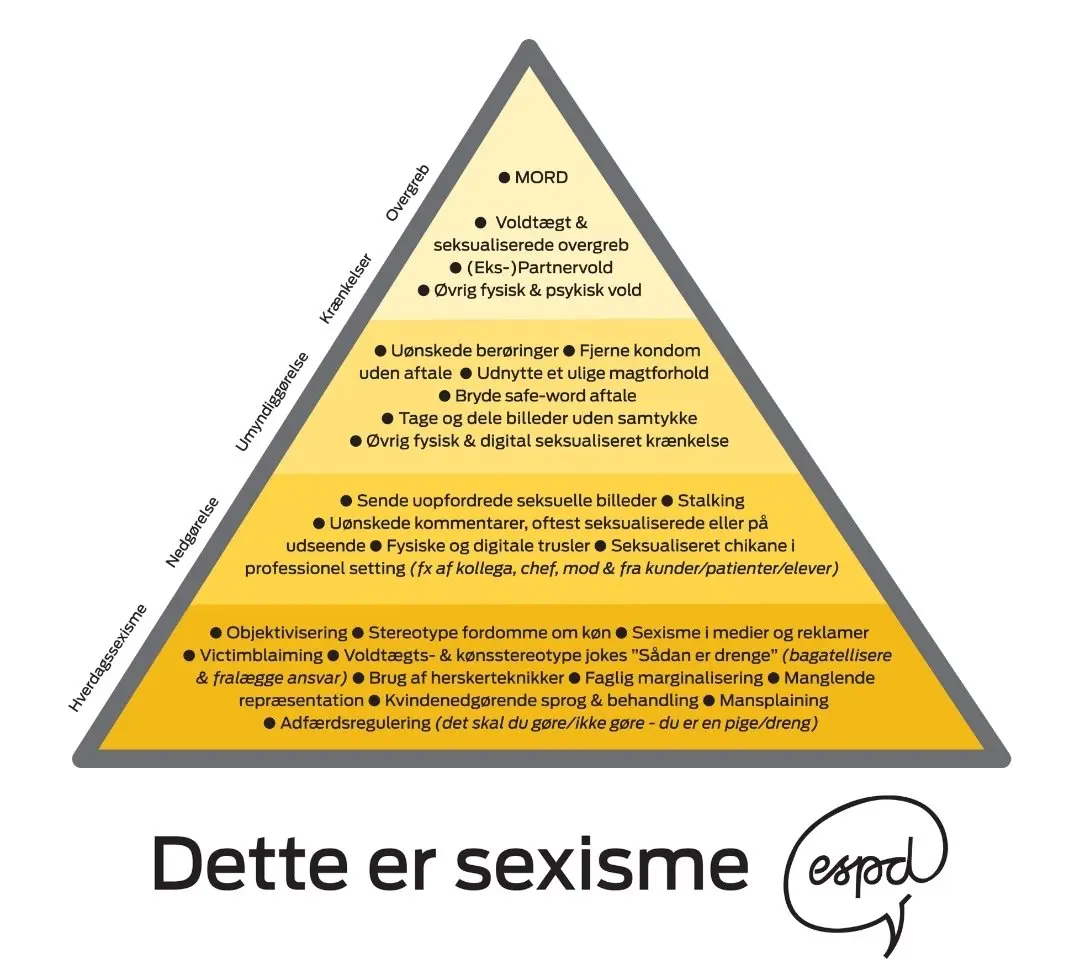 Overgreb
Krænkelser
Umyndiggørelse
Nedgørelse
Hverdagssexisme
● MORD
● Voldtægt &
seksualiserede overgreb
● (Eks-)Partnervold
● Øvrig fysisk & psykisk vold
● Uønskede berøringer ● Fjerne kondom
uden aftale ● Udnytte et ulige magtforhold
● Bryde safe-word aftale
● Tage og dele billeder uden samtykke
● Øvrig fysisk & digital seksualiseret krænkelse
● Sende uopfordrede seksuelle billeder ● Stalking
● Uønskede kommentarer, oftest seksualiserede eller på
udseende ● Fysiske og digitale trusler ● Seksualiseret chikane i
professionel setting (fx af kollega, chef, mod & fra kunder/patienter/elever)
● Objektivisering ● Stereotype fordomme om køn ● Sexisme i medier og reklamer
● Victimblaiming ● Voldtægts- & kønsstereotype jokes ”Sådan er drenge” (bagatellisere
& fralægge ansvar) ● Brug af herskerteknikker ● Faglig marginalisering ● Manglende
repræsentation ● Kvindenedgørende sprog & behandling ● Mansplaining
● Adfærdsregulering (det skal du gøre/ikke gøre - du er en pige/dreng)
Dette er sexisme
espd